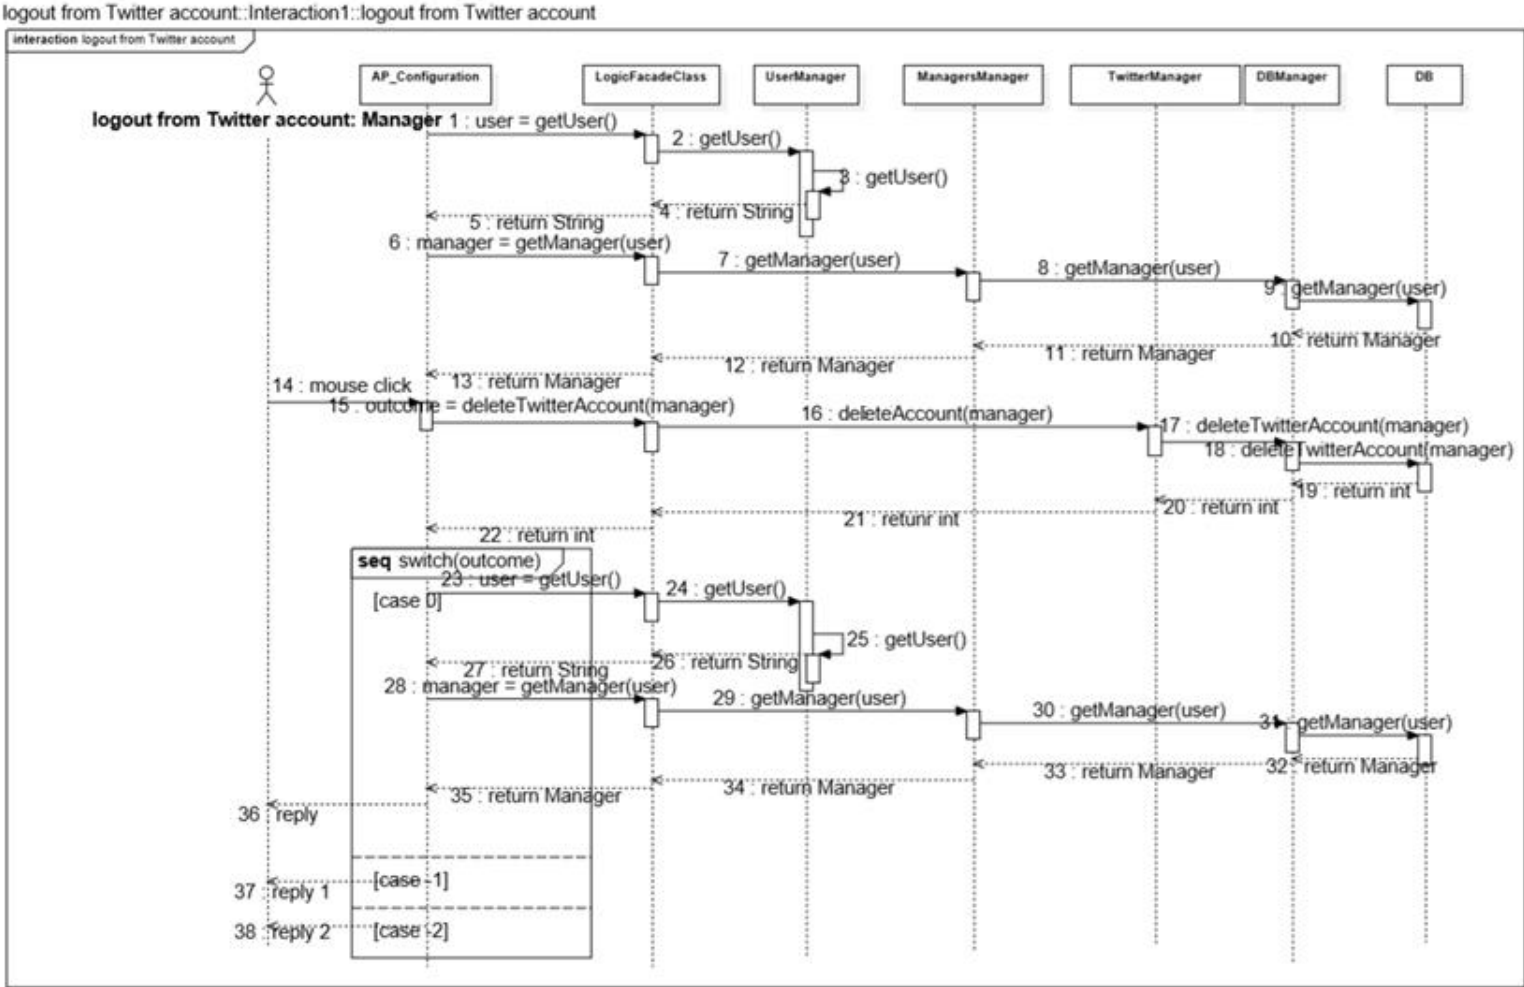 logout from Twitter account::Interaction1::logout from Twitter account
interaction logout from Twitter account
AP_Configuration
LogicFacadeClass
UserManager
ManagersManager
TwitterManager
DBManager
DB
logout from Twitter account: Manager
1 : user = getUser()
2 : getUser()
3 : getUser()
4 : return String
5 : return String
6 : manager = getManager(user)
7 : getManager(user)
8 : getManager(user)
9 : getManager(user)
10 : return Manager
11 : return Manager
12 : return Manager
13 : return Manager
14 : mouse click
15 : outcome = deleteTwitterAccount(manager)
16 : deleteAccount(manager)
17 : deleteTwitterAccount(manager)
18 : deleteTwitterAccount(manager)
19 : return int
20 : return int
21 : retunr int
22 : return int
seq switch(outcome)
23 : user = getUser()
[case 0]
24 : getUser()
25 : getUser()
26 : return String
27 : return String
28 : manager = getManager(user)
29 : getManager(user)
30 : getManager(user)
31 : getManager(user)
32 : return Manager
33 : return Manager
34 : return Manager
35 : return Manager
36 : reply
[case -1]
37 : reply 1
[case -2]
38 : reply 2